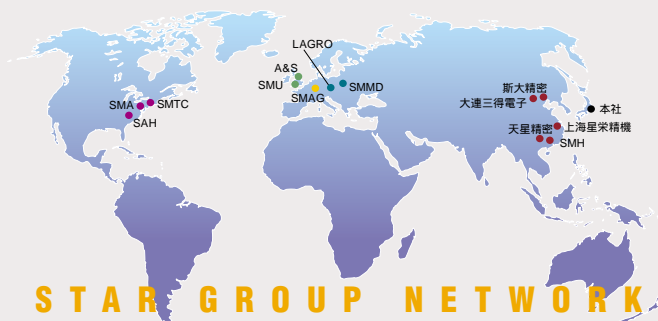 LAGRO
A&S
SMU
SMAG
SMMD
SMA
SMTC
SAH
斯大精密
大連三得電子
本社
天星精密
上海星栄精機
SMH
STAR GROUP NETWORK